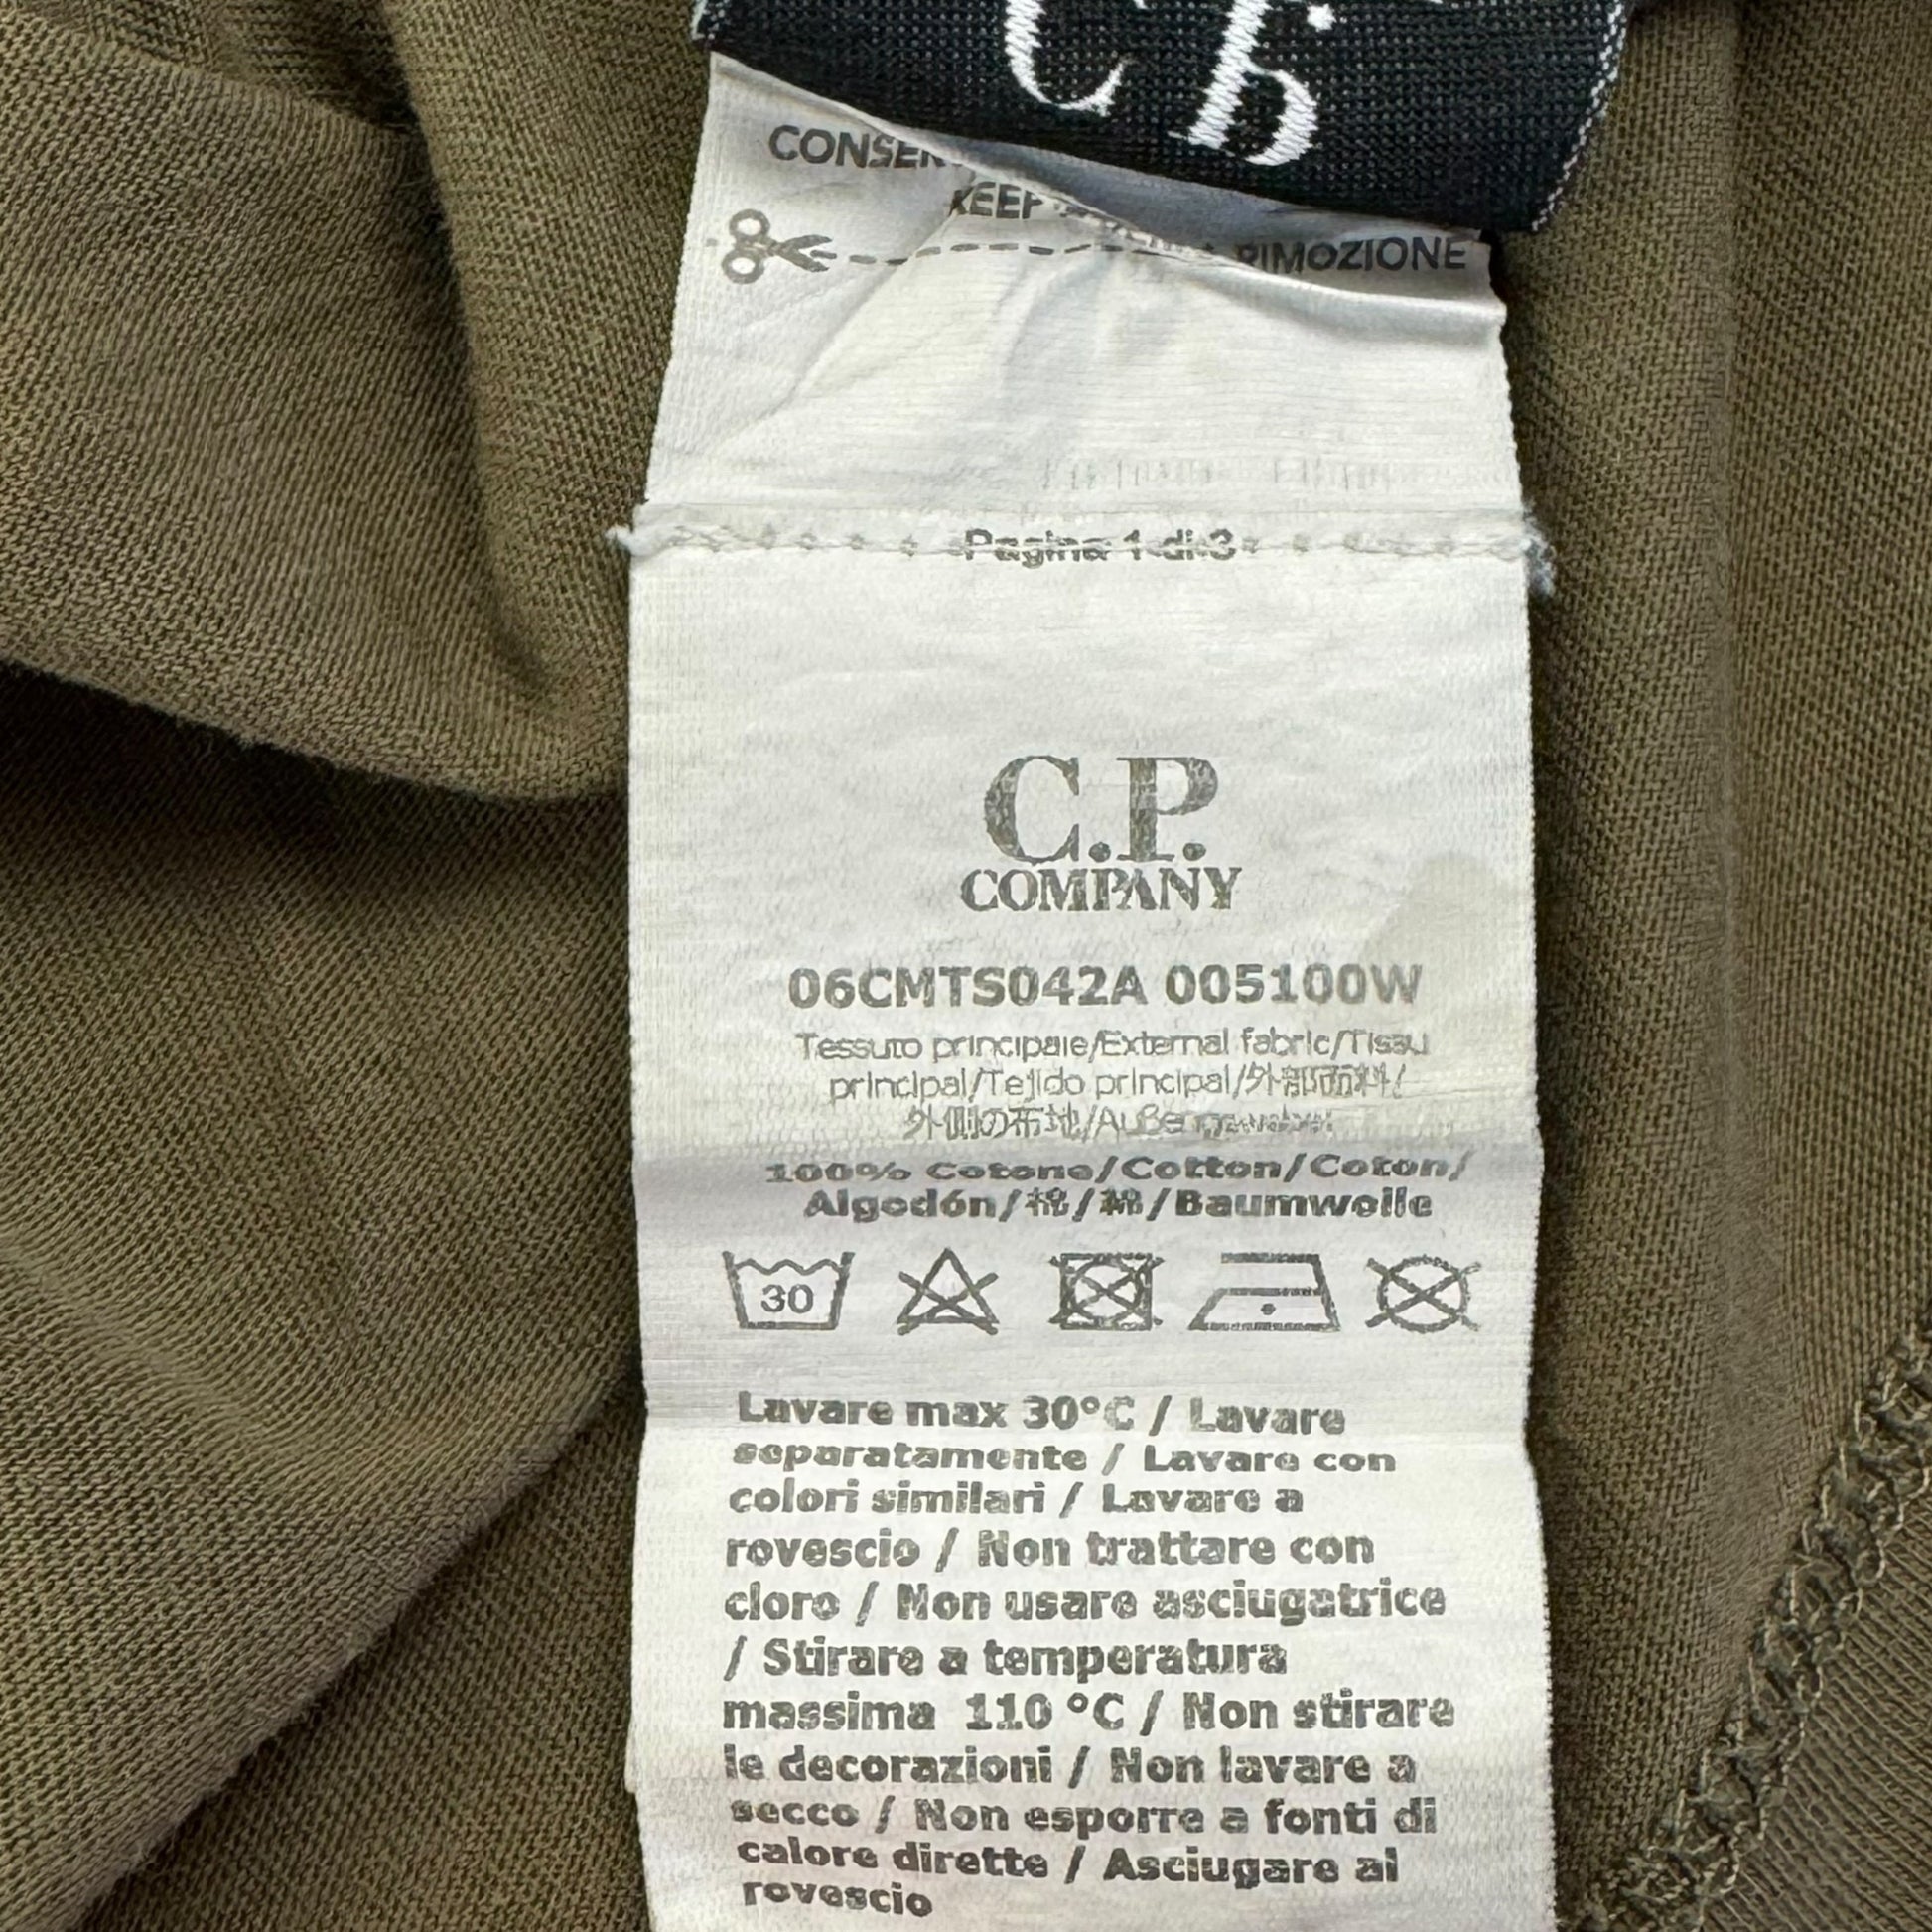 C P.
KEEP
RIMOZIONE
Pagina 1 di 3
C.P.
COMPANY
06CMTS042A 005100W
Tessuto principale/External fabric/Tissu
principal/Tejido principal/外部面料/
外側の布地/Außenmaterial:
100% Cotone/Cotton/Coton/
Algodón/棉/綿/Baumwolle
30
Lavare max 30°C / Lavare
separatamente / Lavare con
colori similari / Lavare a
rovescio / Non trattare con
cloro / Non usare asciugatrice
/ Stirare a temperatura
massima 110 °C / Non stirare
le decorazioni / Non lavare a
secco / Non esporre a fonti di
calore dirette / Asciugare al
rovescio